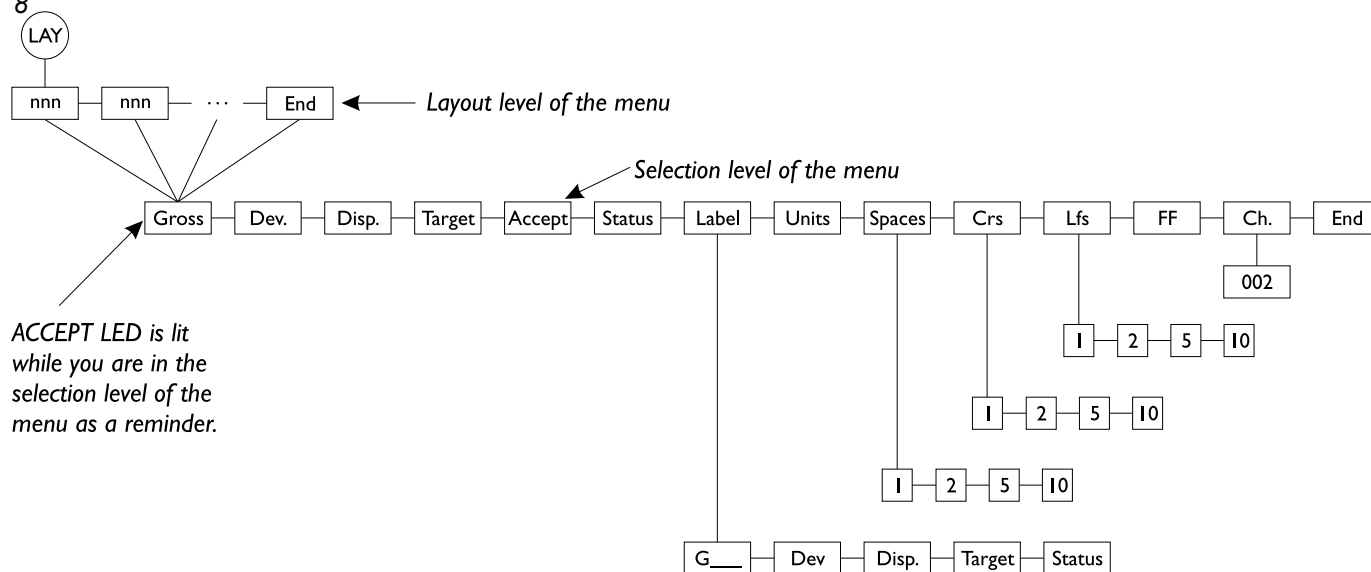 8
LAY
nnn nnn ... End
Layout level of the menu
Selection level of the menu
Gross Dev. Disp. Target Accept Status Label Units Spaces Crs Lfs FF Ch. End
002
ACCEPT LED is lit
while you are in the
selection level of the
menu as a reminder.
1 2 5 10
1 2 5 10
1 2 5 10
G___ Dev Disp. Target Status